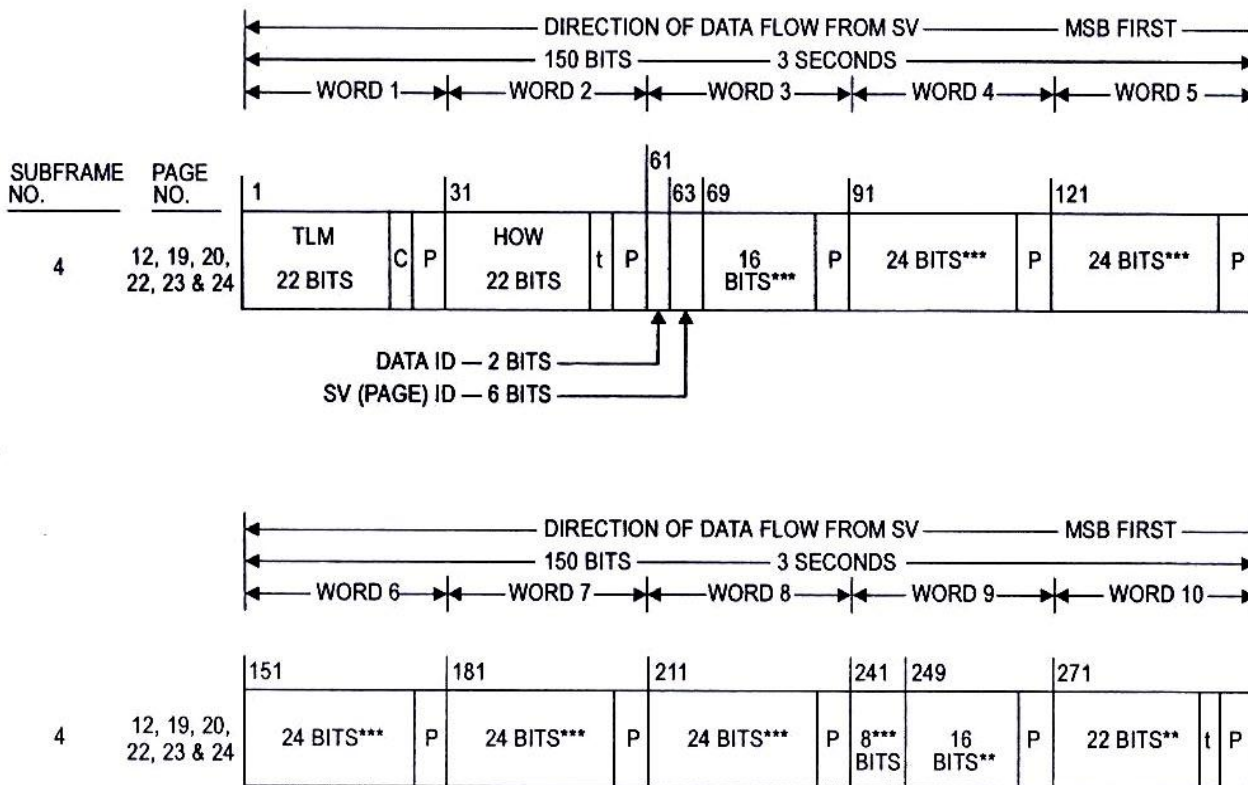 DIRECTION OF DATA FLOW FROM SV MSB FIRST
150 BITS 3 SECONDS
WORD 1 WORD 2 WORD 3 WORD 4 WORD 5
SUBFRAME NO. PAGE NO.
1 31 61 63 69 91 121
4 12, 19, 20, 22, 23 & 24
TLM 22 BITS C P HOW 22 BITS t P 16 BITS*** P 24 BITS*** P 24 BITS*** P
DATA ID — 2 BITS
SV (PAGE) ID — 6 BITS
DIRECTION OF DATA FLOW FROM SV MSB FIRST
150 BITS 3 SECONDS
WORD 6 WORD 7 WORD 8 WORD 9 WORD 10
151 181 211 241 249 271
4 12, 19, 20, 22, 23 & 24
24 BITS*** P 24 BITS*** P 24 BITS*** P 8*** BITS 16 BITS** P 22 BITS** t P